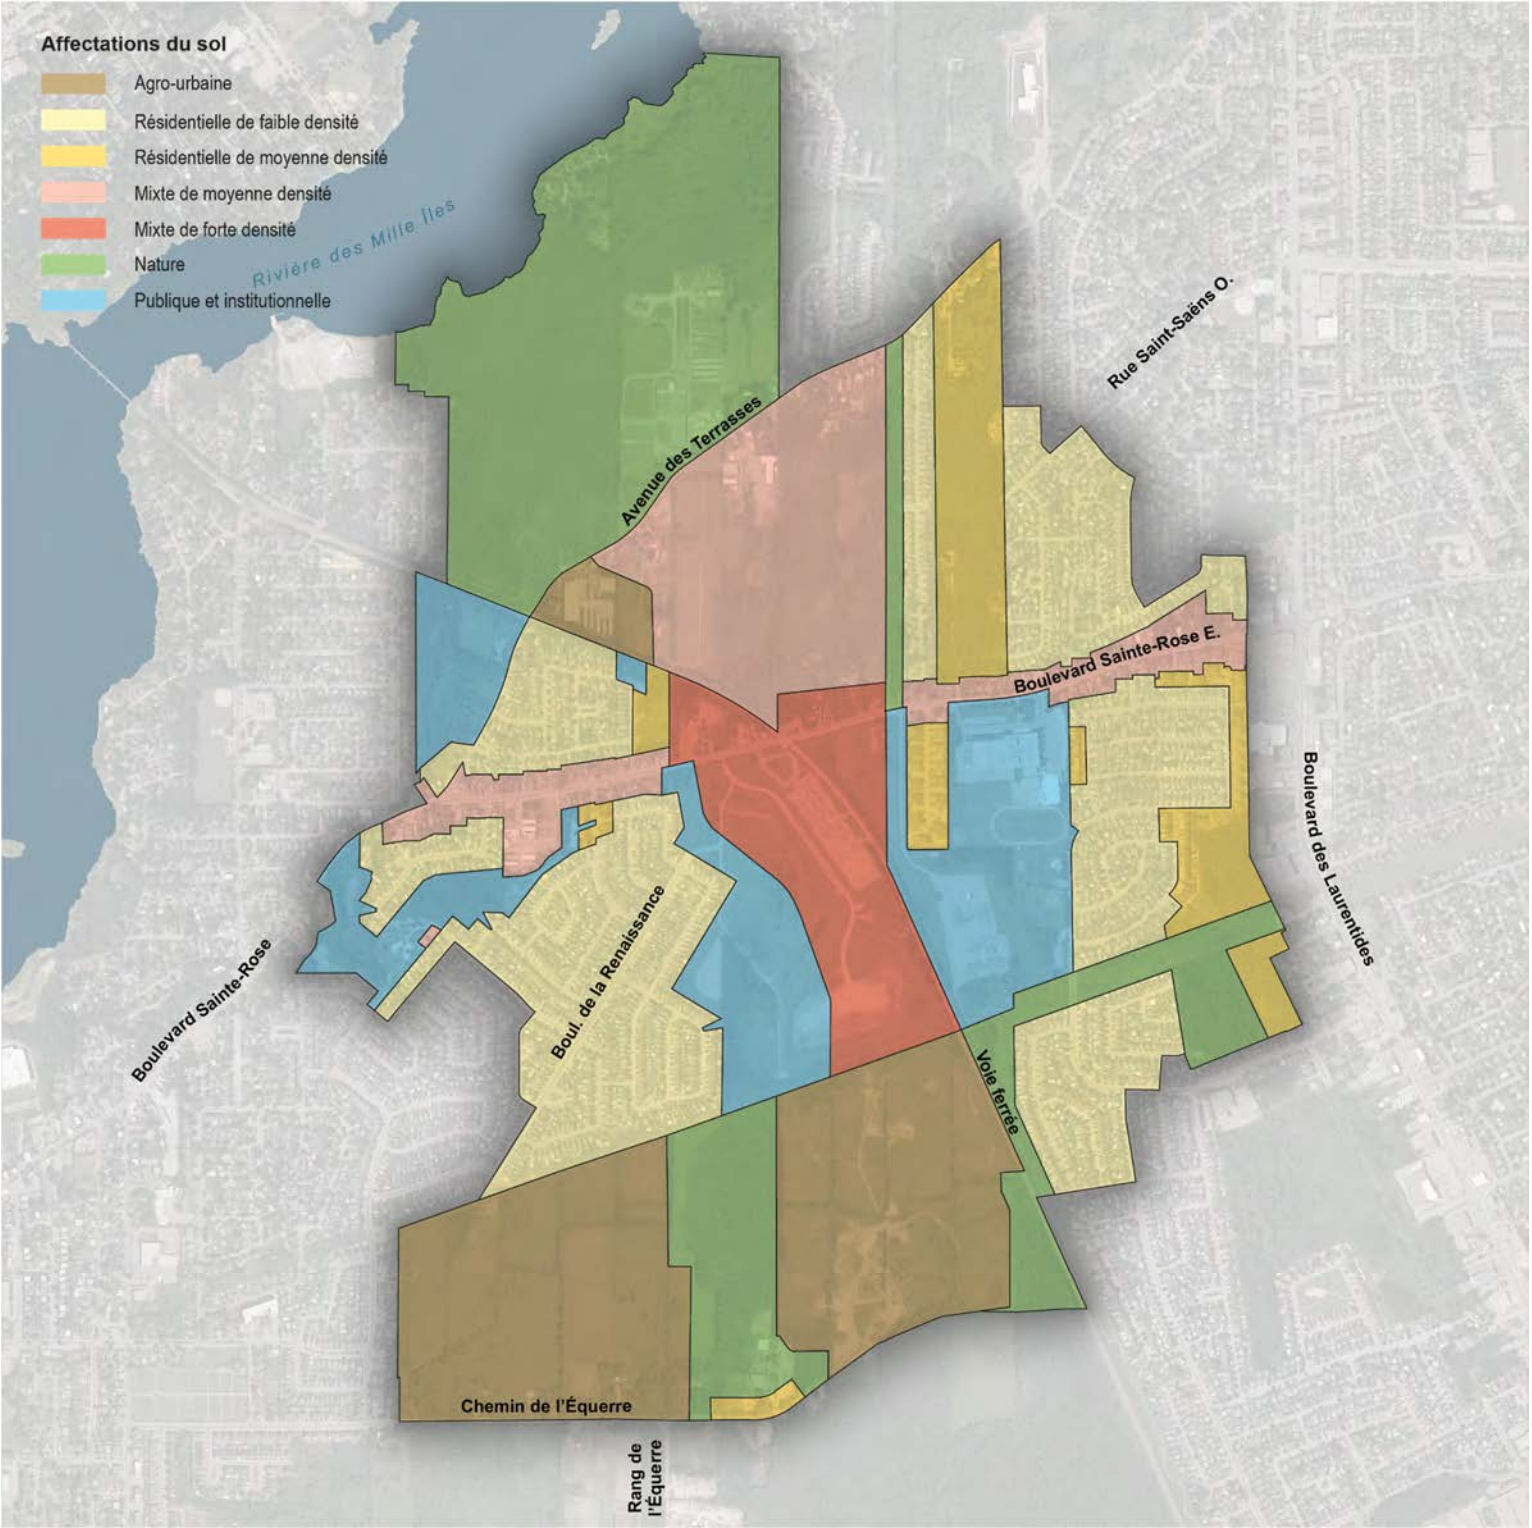 Affectations du sol
Agro-urbaine
Résidentielle de faible densité
Résidentielle de moyenne densité
Mixte de moyenne densité
Mixte de forte densité
Nature
Publique et institutionnelle
Rivière des Mille Îles
Rue Saint-Saëns O.
Avenue des Terrasses
Boulevard Sainte-Rose E.
Boulevard des Laurentides
Boul. de la Renaissance
Boulevard Sainte-Rose
Voie ferrée
Chemin de l'Équerre
Rang de
l'Équerre